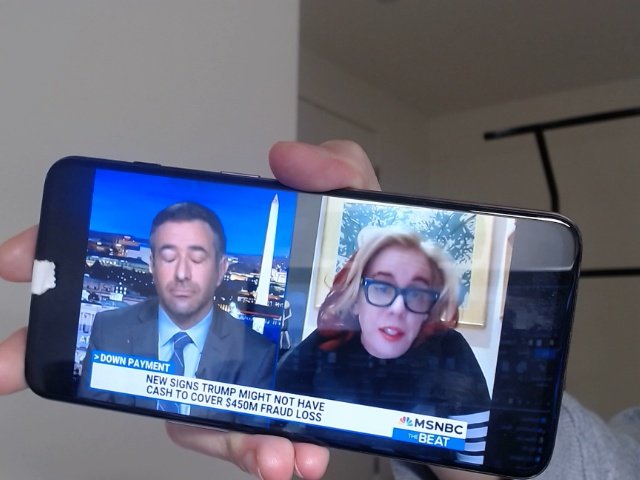 > DOWN PAYMENT
NEW SIGNS TRUMP MIGHT NOT HAVE
CASH TO COVER $450M FRAUD LOSS
MSNBC
THE BEAT